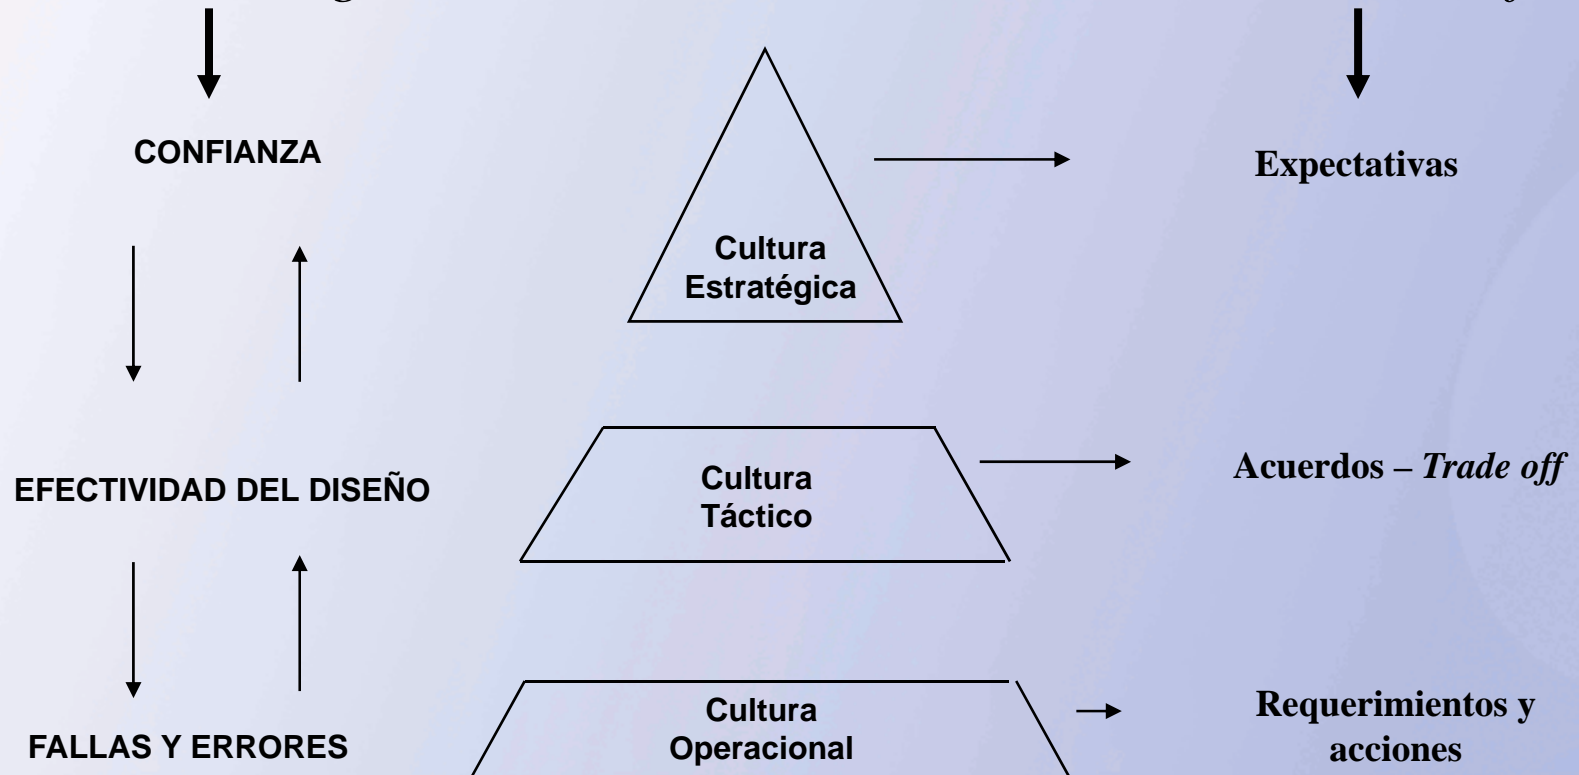 CONFIANZA
Expectativas
Cultura
Estratégica
EFECTIVIDAD DEL DISEÑO
Cultura
Táctico
Acuerdos – Trade off
FALLAS Y ERRORES
Cultura
Operacional
Requerimientos y
acciones